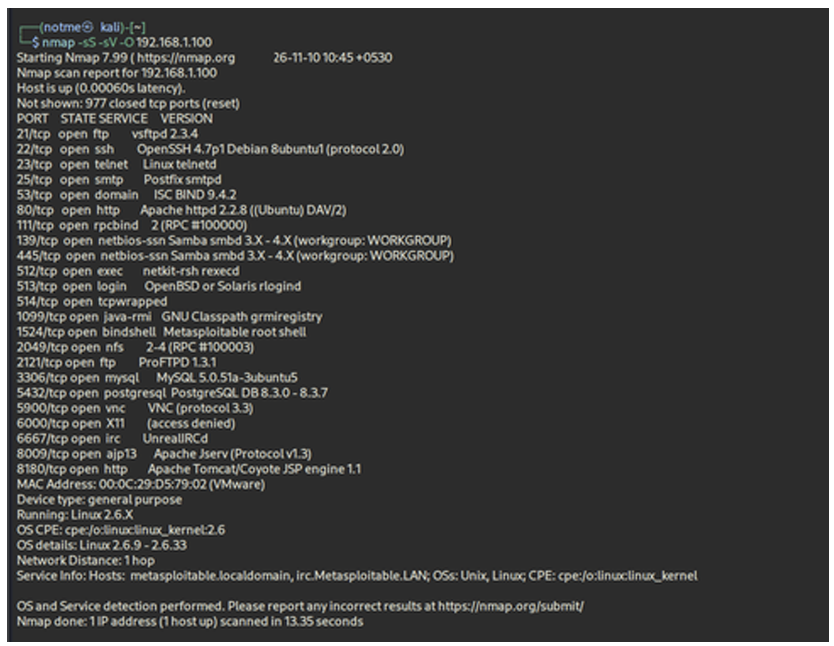 (notme㉿ kali)-[~]
$ nmap -sS -sV -O 192.168.1.100
Starting Nmap 7.99 ( https://nmap.org 26-11-10 10:45 +0530
Nmap scan report for 192.168.1.100
Host is up (0.00060s latency).
Not shown: 977 closed tcp ports (reset)
PORT STATE SERVICE VERSION
21/tcp open ftp vsftpd 2.3.4
22/tcp open ssh OpenSSH 4.7p1 Debian 8ubuntu1 (protocol 2.0)
23/tcp open telnet Linux telnetd
25/tcp open smtp Postfix smtpd
53/tcp open domain ISC BIND 9.4.2
80/tcp open http Apache httpd 2.2.8 ((Ubuntu) DAV/2)
111/tcp open rpcbind 2 (RPC #100000)
139/tcp open netbios-ssn Samba smbd 3.X - 4.X (workgroup: WORKGROUP)
445/tcp open netbios-ssn Samba smbd 3.X - 4.X (workgroup: WORKGROUP)
512/tcp open exec netkit-rsh rexecd
513/tcp open login OpenBSD or Solaris rlogind
514/tcp open tcpwrapped
1099/tcp open java-rmi GNU Classpath grmiregistry
1524/tcp open bindshell Metasploitable root shell
2049/tcp open nfs 2-4 (RPC #100003)
2121/tcp open ftp ProFTPD 1.3.1
3306/tcp open mysql MySQL 5.0.51a-3ubuntu5
5432/tcp open postgresql PostgreSQL DB 8.3.0 - 8.3.7
5900/tcp open vnc VNC (protocol 3.3)
6000/tcp open X11 (access denied)
6667/tcp open irc UnrealIRCd
8009/tcp open ajp13 Apache Jserv (Protocol v1.3)
8180/tcp open http Apache Tomcat/Coyote JSP engine 1.1
MAC Address: 00:0C:29:D5:79:02 (VMware)
Device type: general purpose
Running: Linux 2.6.X
OS CPE: cpe:/o:linux:linux_kernel:2.6
OS details: Linux 2.6.9 - 2.6.33
Network Distance: 1 hop
Service Info: Hosts: metasploitable.localdomain, irc.Metasploitable.LAN; OSs: Unix, Linux; CPE: cpe:/o:linux:linux_kernel
OS and Service detection performed. Please report any incorrect results at https://nmap.org/submit/
Nmap done: 1 IP address (1 host up) scanned in 13.35 seconds